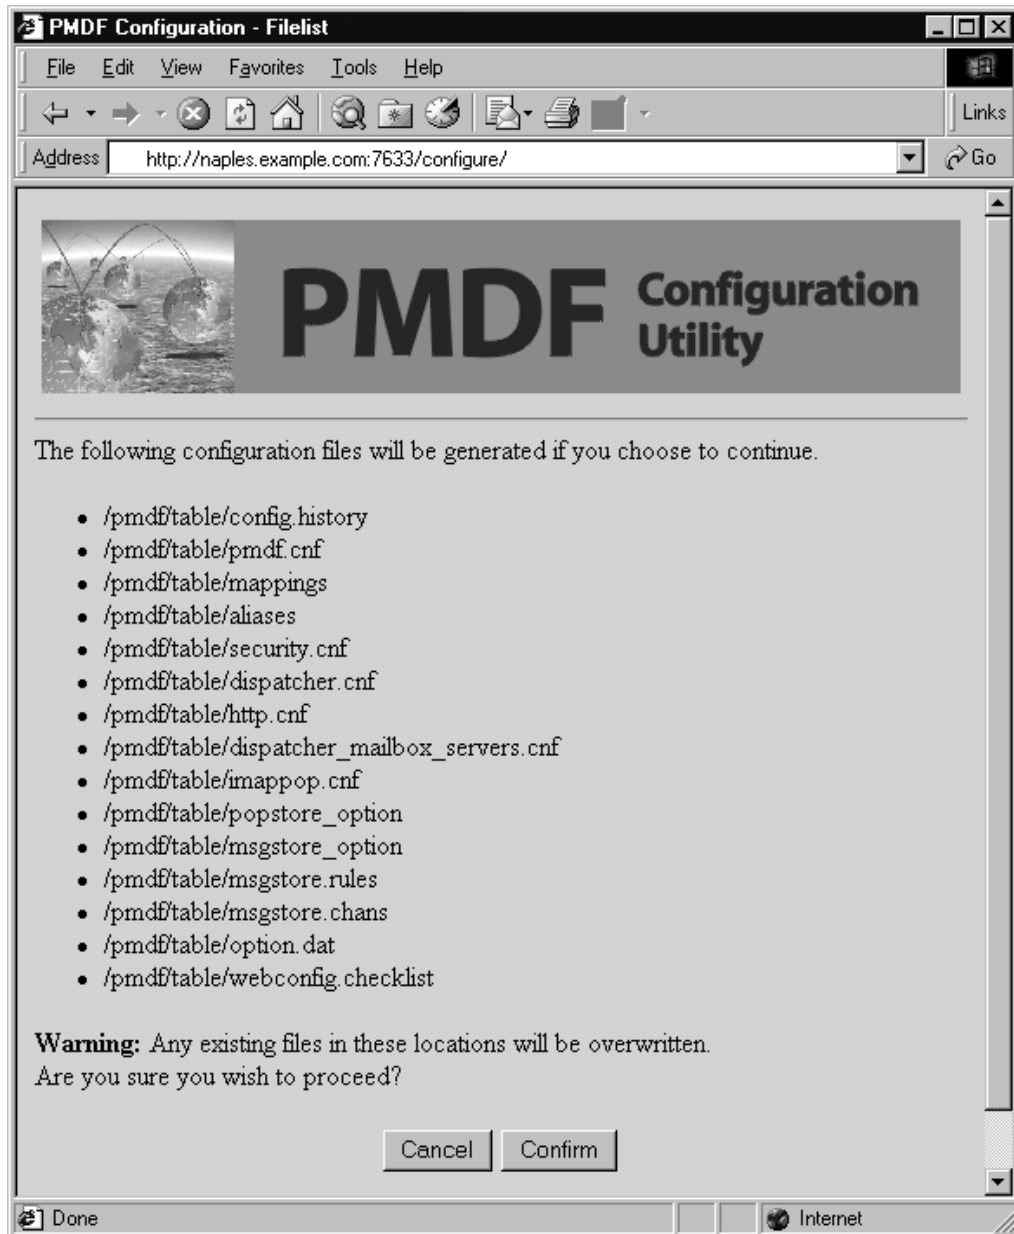 PMDF Configuration - Filelist
File Edit View Favorites Tools Help
Links
Address http://naples.example.com:7633/configure/ Go
PMDF Configuration
Utility
The following configuration files will be generated if you choose to continue.
• /pmdf/table/config.history
• /pmdf/table/pmdf.cnf
• /pmdf/table/mappings
• /pmdf/table/aliases
• /pmdf/table/security.cnf
• /pmdf/table/dispatcher.cnf
• /pmdf/table/http.cnf
• /pmdf/table/dispatcher_mailbox_servers.cnf
• /pmdf/table/imappop.cnf
• /pmdf/table/popstore_option
• /pmdf/table/msgstore_option
• /pmdf/table/msgstore.rules
• /pmdf/table/msgstore.chans
• /pmdf/table/option.dat
• /pmdf/table/webconfig.checklist
Warning: Any existing files in these locations will be overwritten.
Are you sure you wish to proceed?
Cancel Confirm
Done Internet